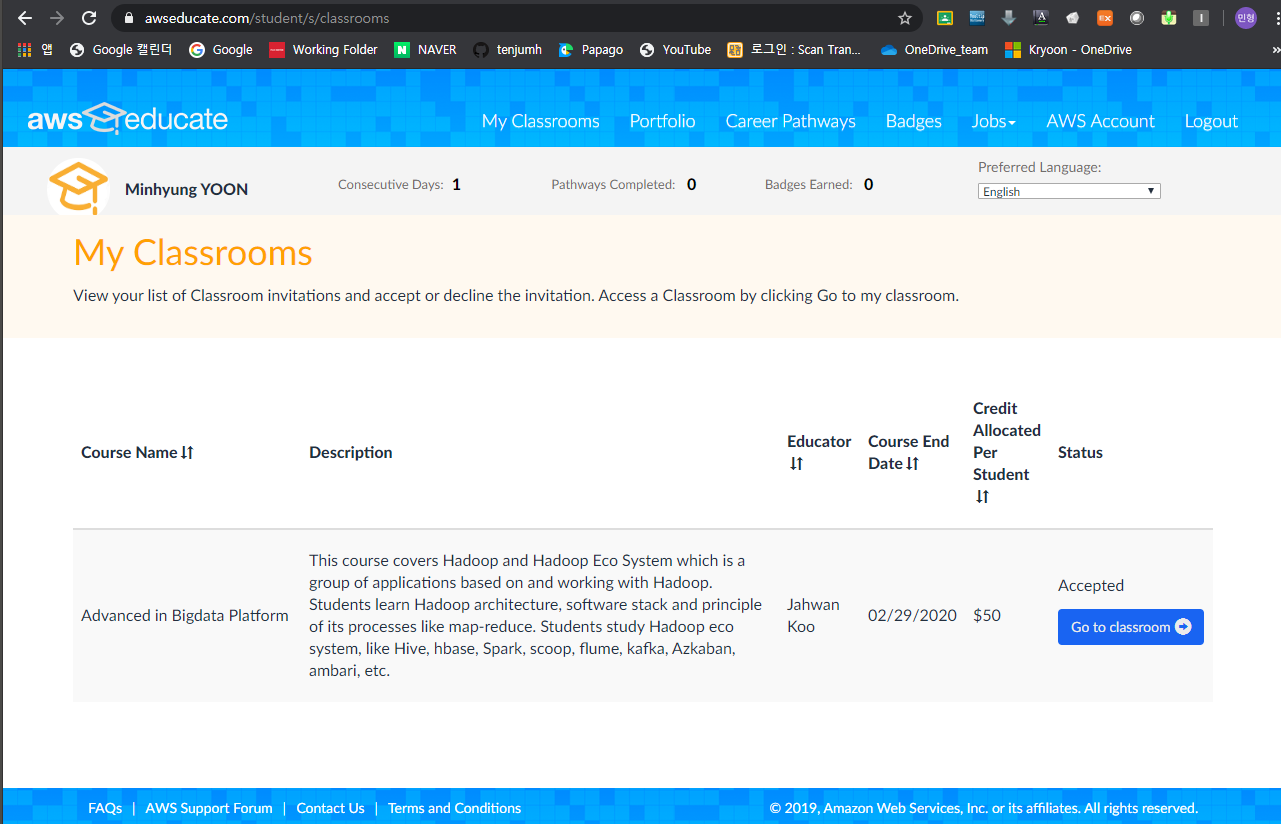 awseducate.com/student/s/classrooms
민형
앱 Google 캘린더 Google Working Folder NAVER tenjumh Papago YouTube 로그인 : Scan Tran... OneDrive_team Kryoon - OneDrive »
aws educate My Classrooms Portfolio Career Pathways Badges Jobs AWS Account Logout
Minhyung YOON Consecutive Days: 1 Pathways Completed: 0 Badges Earned: 0
Preferred Language:
English
My Classrooms
View your list of Classroom invitations and accept or decline the invitation. Access a Classroom by clicking Go to my classroom.
Course Name
Description
Educator
Course End
Date
Credit
Allocated
Per
Student
Status
Advanced in Bigdata Platform
This course covers Hadoop and Hadoop Eco System which is a
group of applications based on and working with Hadoop.
Students learn Hadoop architecture, software stack and principle
of its processes like map-reduce. Students study Hadoop eco
system, like Hive, hbase, Spark, scoop, flume, kafka, Azkaban,
ambari, etc.
Jahwan
Koo
02/29/2020
$50
Accepted
Go to classroom
FAQs | AWS Support Forum | Contact Us | Terms and Conditions © 2019, Amazon Web Services, Inc. or its affiliates. All rights reserved.